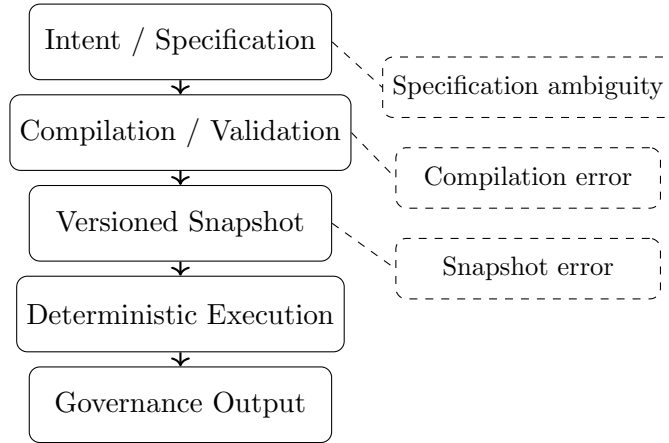 Intent / Specification
Specification ambiguity
Compilation / Validation
Compilation error
Versioned Snapshot
Snapshot error
Deterministic Execution
Governance Output